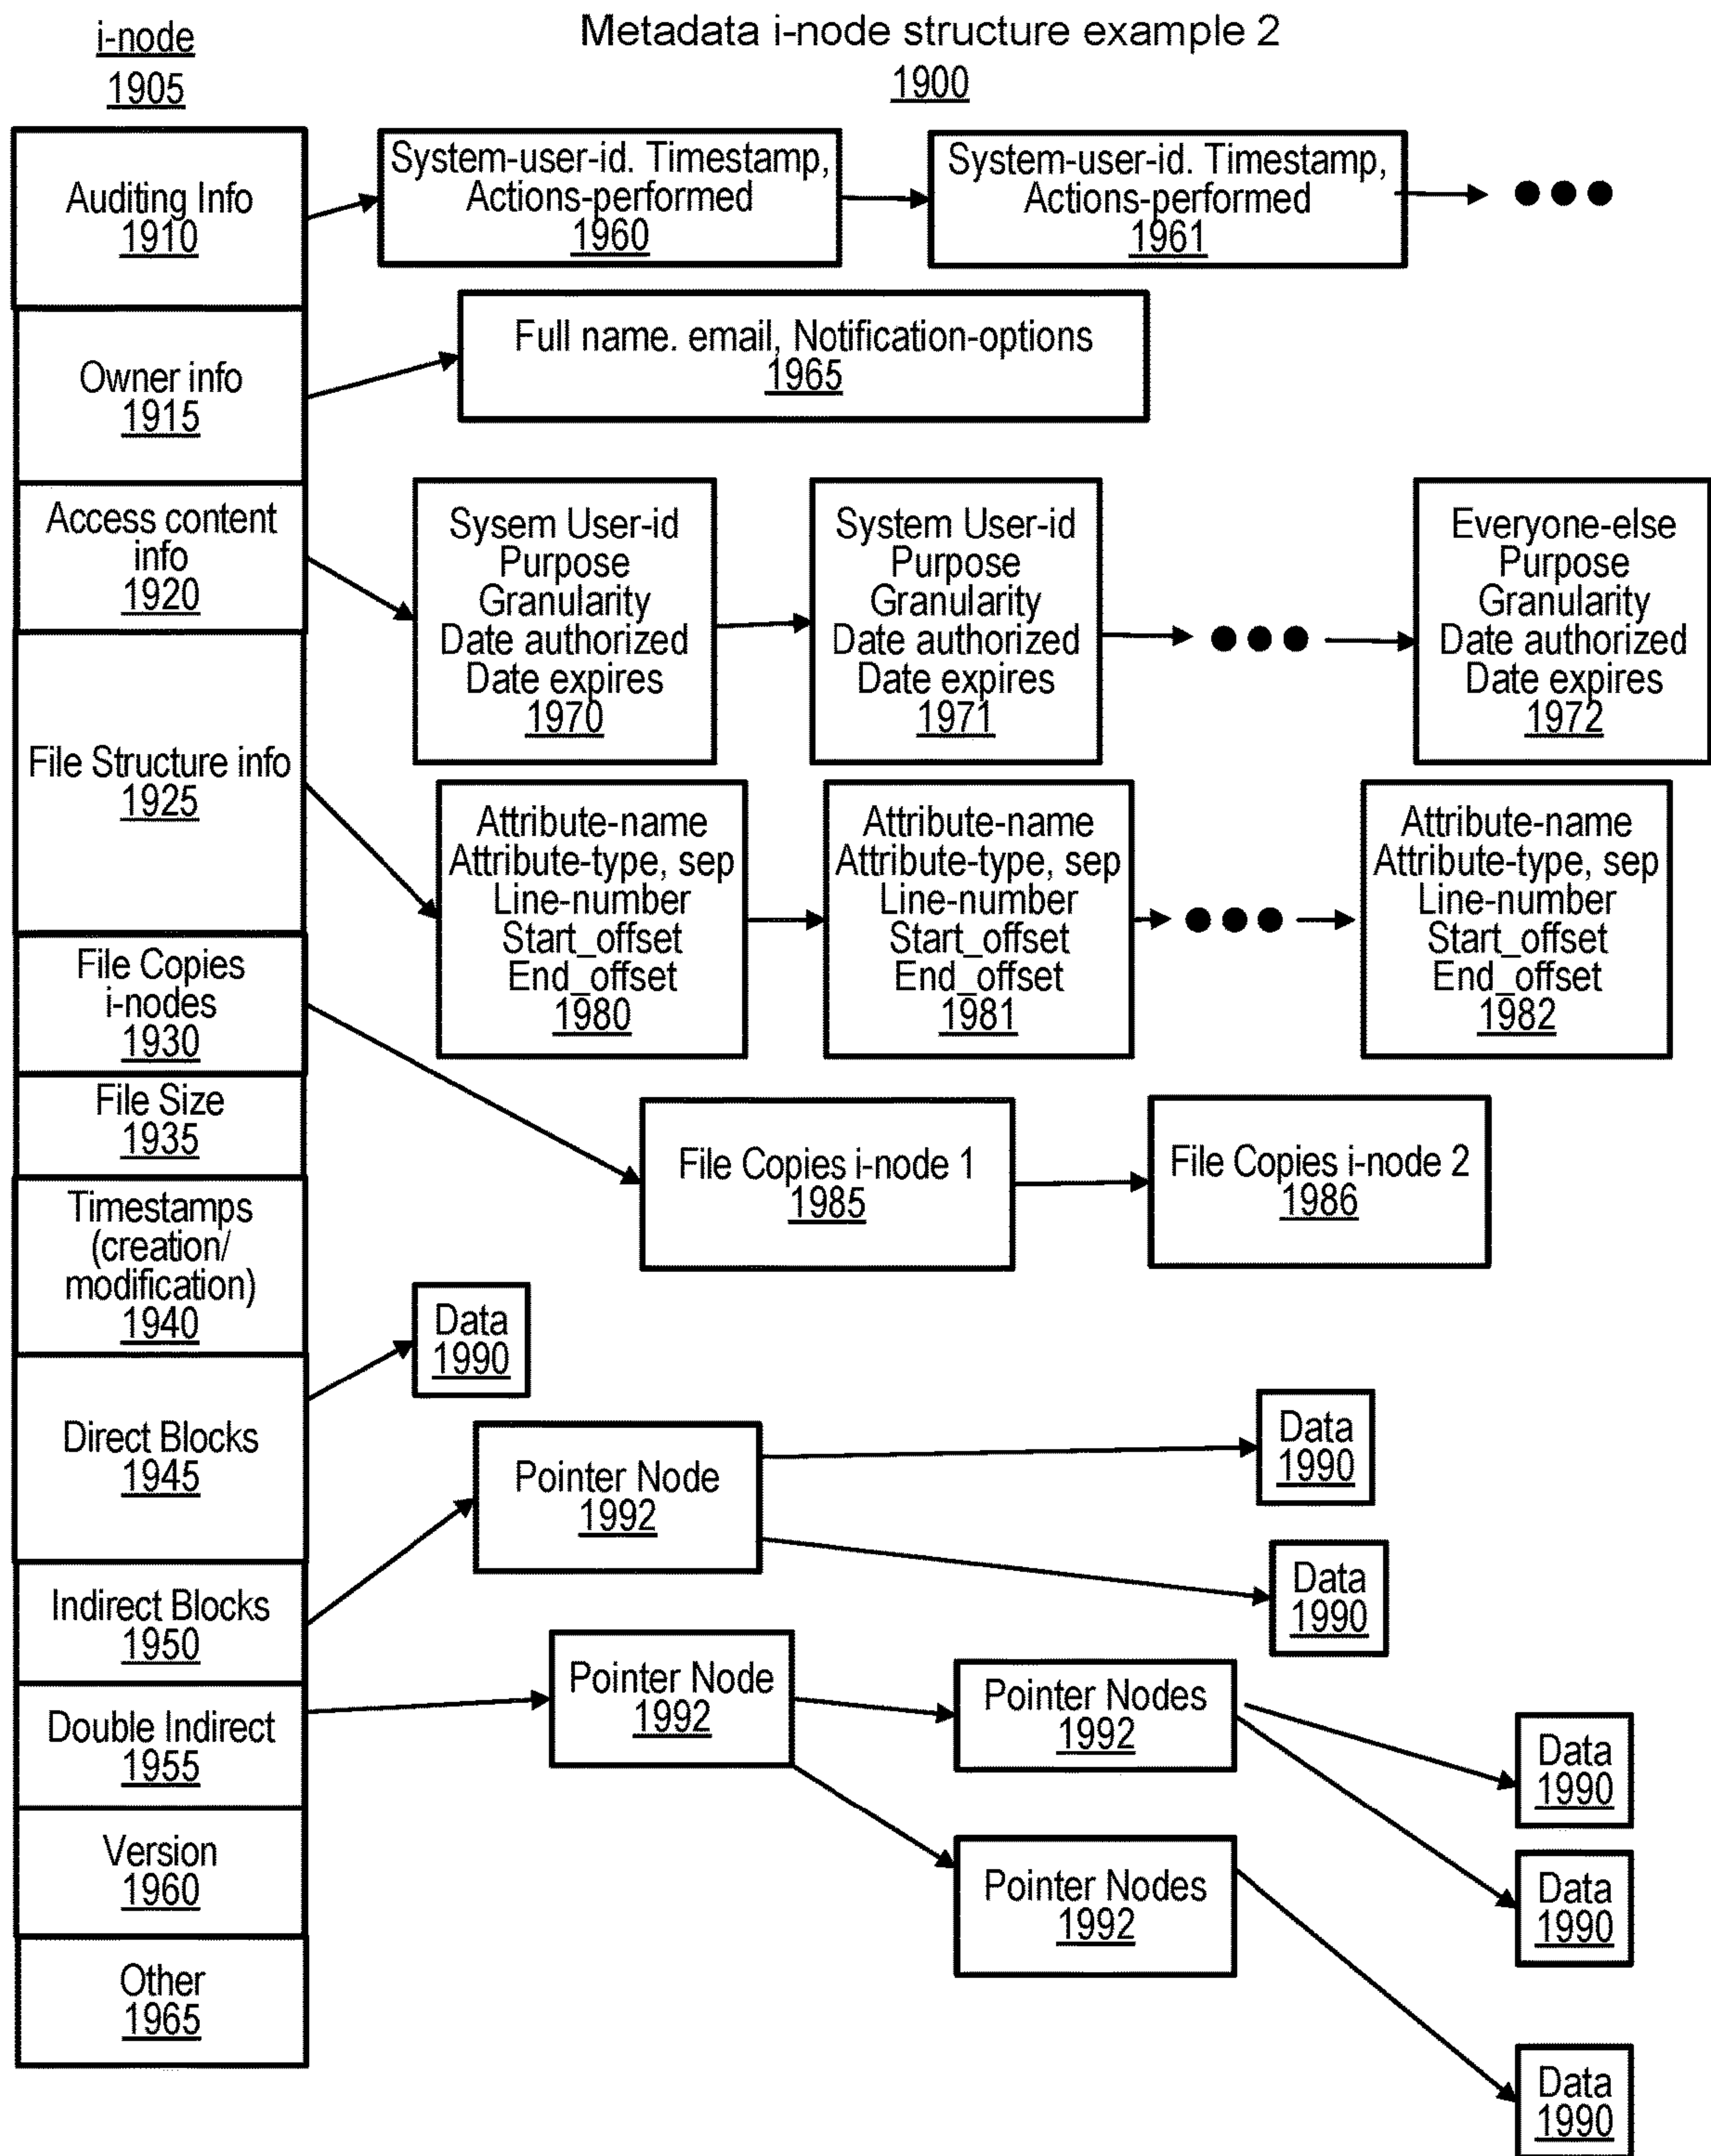 i-node
1905
Metadata i-node structure example 2
1900
Auditing Info
1910
System-user-id. Timestamp,
Actions-performed
1960
System-user-id. Timestamp,
Actions-performed
1961
Owner info
1915
Full name. email, Notification-options
1965
Access content
info
1920
Sysem User-id
Purpose
Granularity
Date authorized
Date expires
1970
System User-id
Purpose
Granularity
Date authorized
Date expires
1971
Everyone-else
Purpose
Granularity
Date authorized
Date expires
1972
File Structure info
1925
Attribute-name
Attribute-type, sep
Line-number
Start_offset
End_offset
1980
Attribute-name
Attribute-type, sep
Line-number
Start_offset
End_offset
1981
Attribute-name
Attribute-type, sep
Line-number
Start_offset
End_offset
1982
File Copies
i-nodes
1930
File Size
1935
File Copies i-node 1
1985
File Copies i-node 2
1986
Timestamps
(creation/
modification)
1940
Data
1990
Direct Blocks
1945
Pointer Node
1992
Data
1990
Data
1990
Indirect Blocks
1950
Double Indirect
1955
Pointer Node
1992
Pointer Nodes
1992
Data
1990
Version
1960
Pointer Nodes
1992
Data
1990
Other
1965
Data
1990